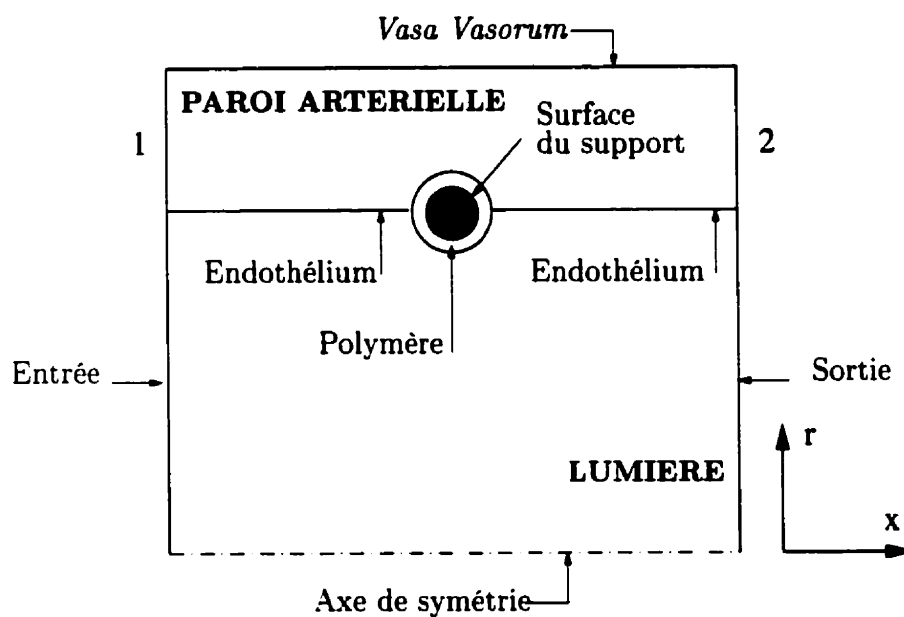 Vasa Vasorum
PAROI ARTERIELLE
Surface
du support
1
2
Endothélium
Endothélium
Polymère
Entrée
Sortie
r
LUMIERE
x
Axe de symétrie